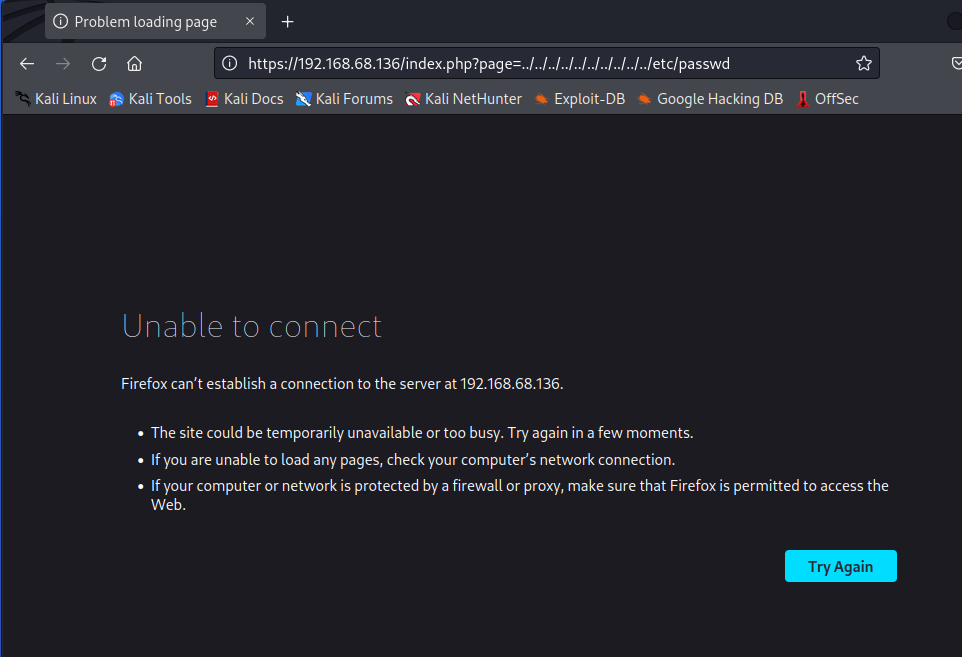 Problem loading page
https://192.168.68.136/index.php?page=../../../../../../../../../../etc/passwd
Kali Linux Kali Tools Kali Docs Kali Forums Kali NetHunter Exploit-DB Google Hacking DB OffSec
Unable to connect
Firefox can’t establish a connection to the server at 192.168.68.136.
• The site could be temporarily unavailable or too busy. Try again in a few moments.
• If you are unable to load any pages, check your computer’s network connection.
• If your computer or network is protected by a firewall or proxy, make sure that Firefox is permitted to access the
Web.
Try Again